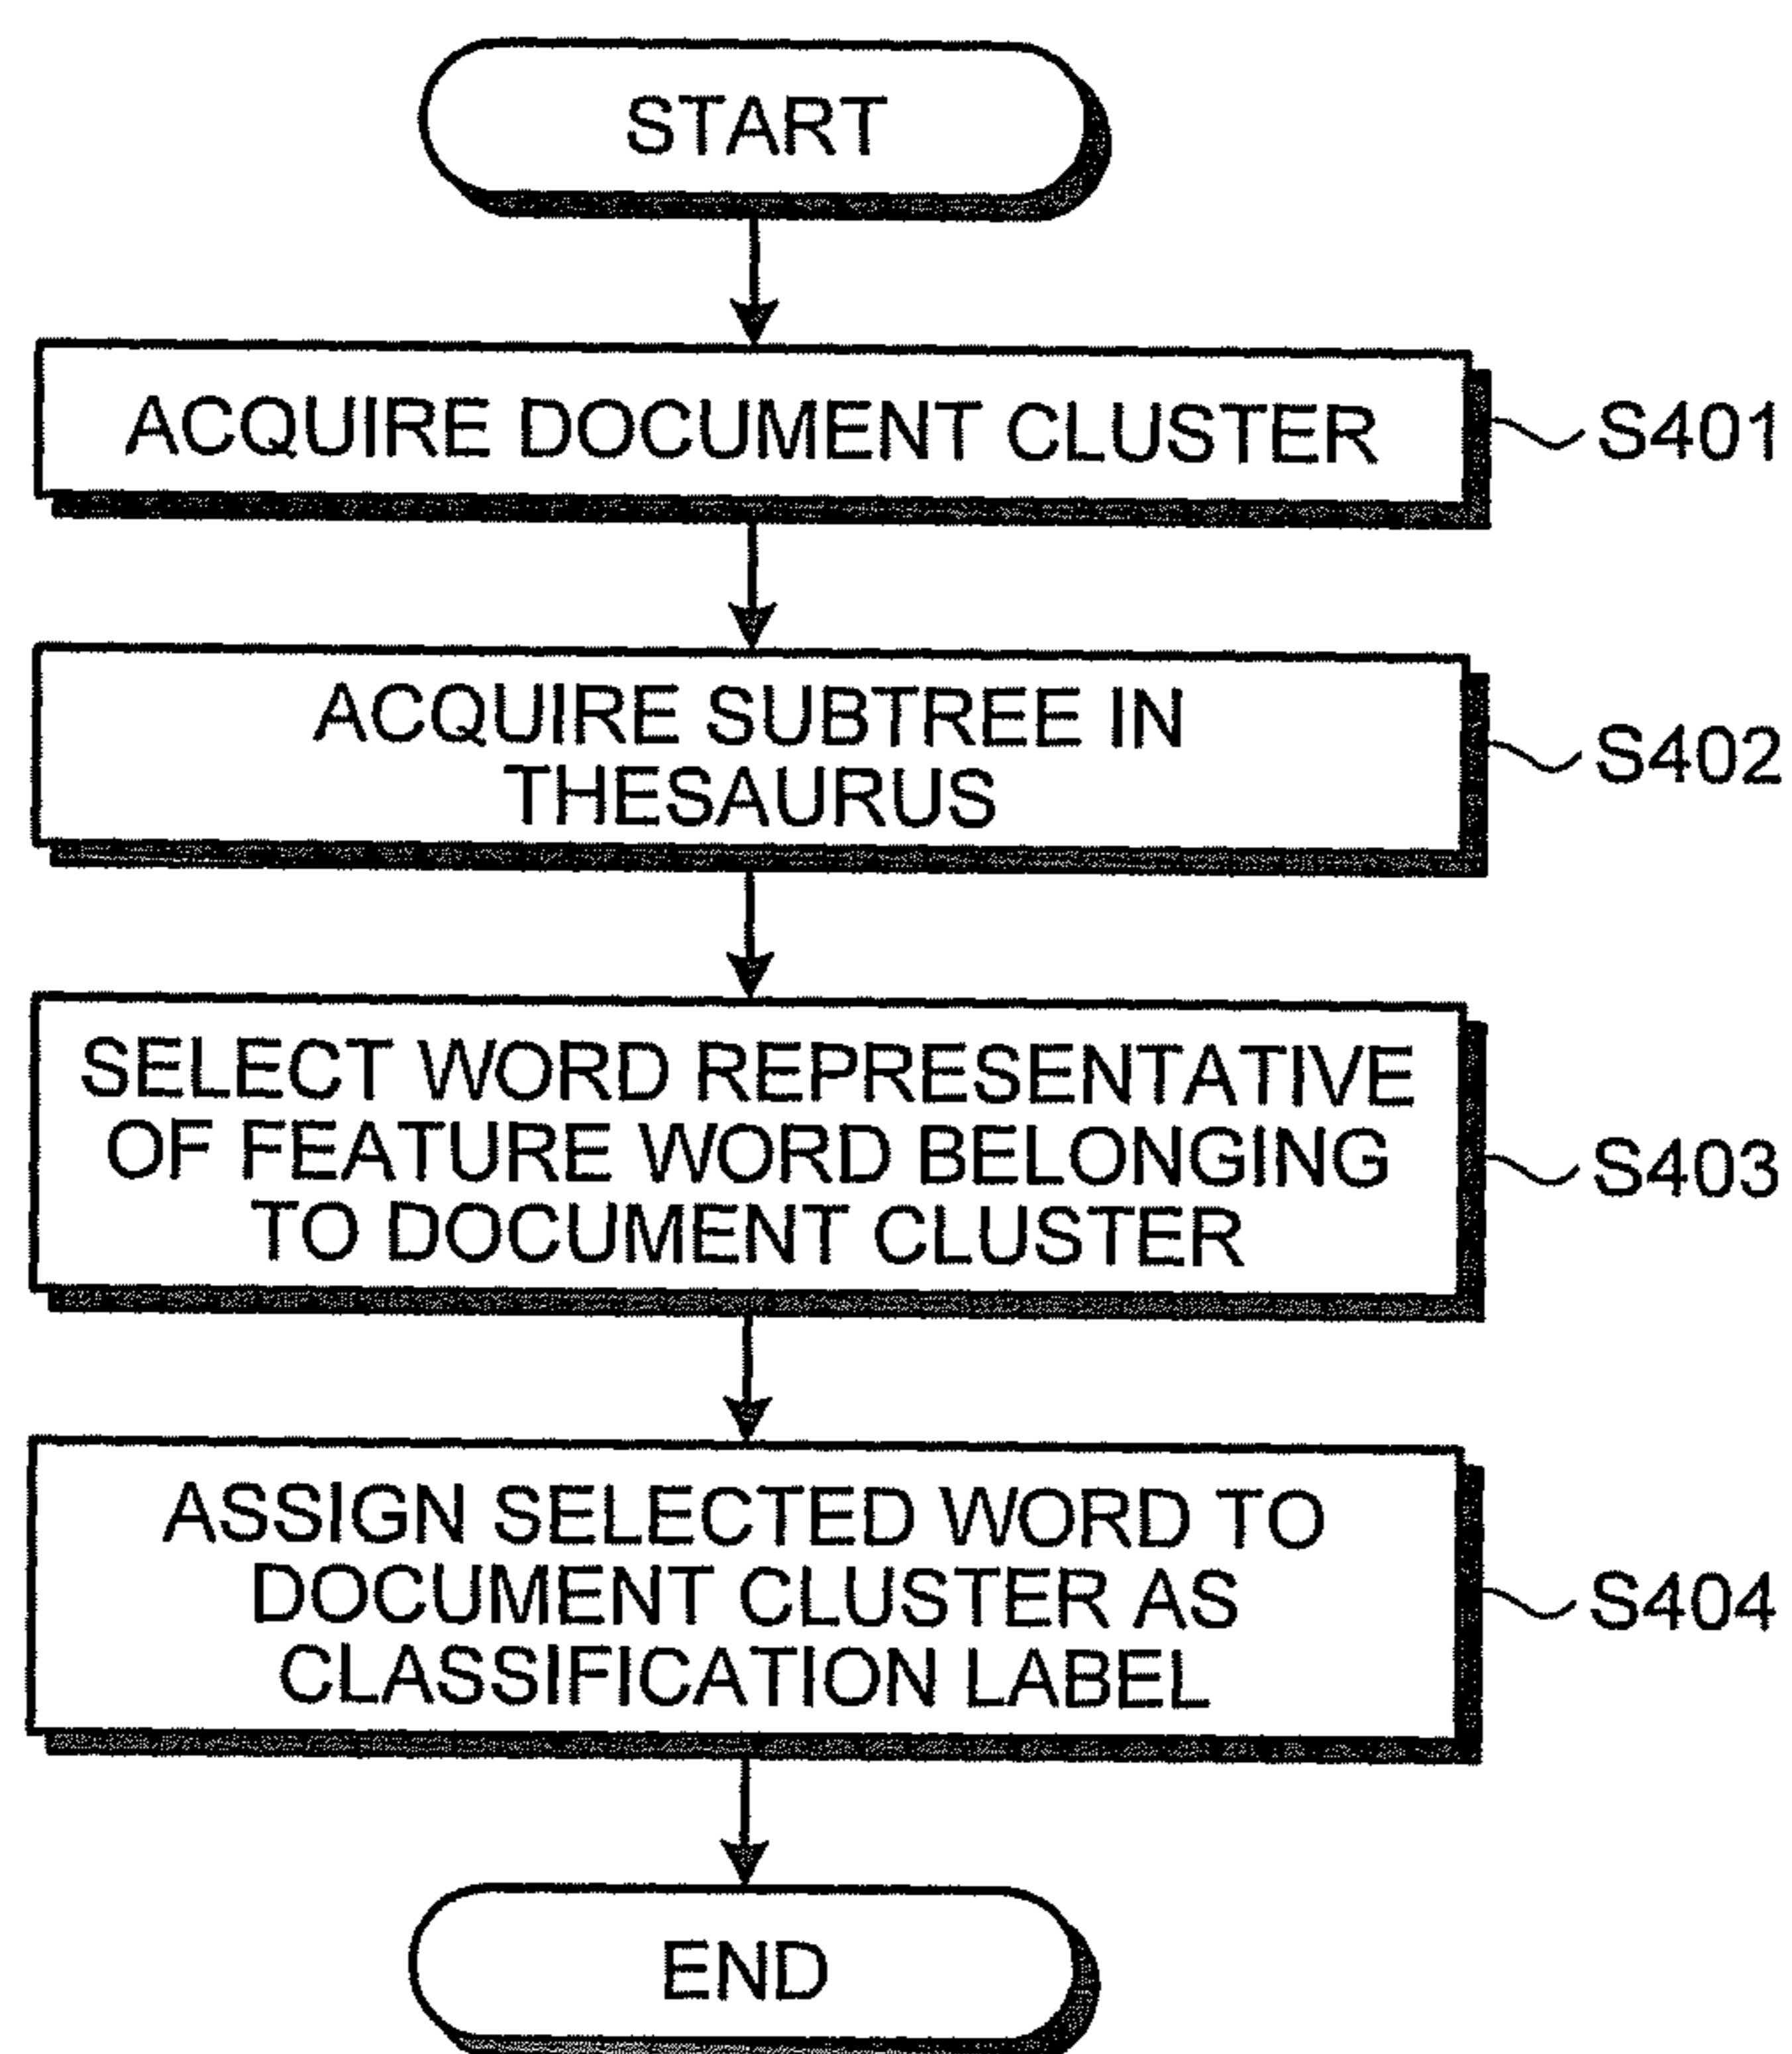 START
ACQUIRE DOCUMENT CLUSTER
S401
ACQUIRE SUBTREE IN
THESAURUS
S402
SELECT WORD REPRESENTATIVE
OF FEATURE WORD BELONGING
TO DOCUMENT CLUSTER
S403
ASSIGN SELECTED WORD TO
DOCUMENT CLUSTER AS
CLASSIFICATION LABEL
S404
END